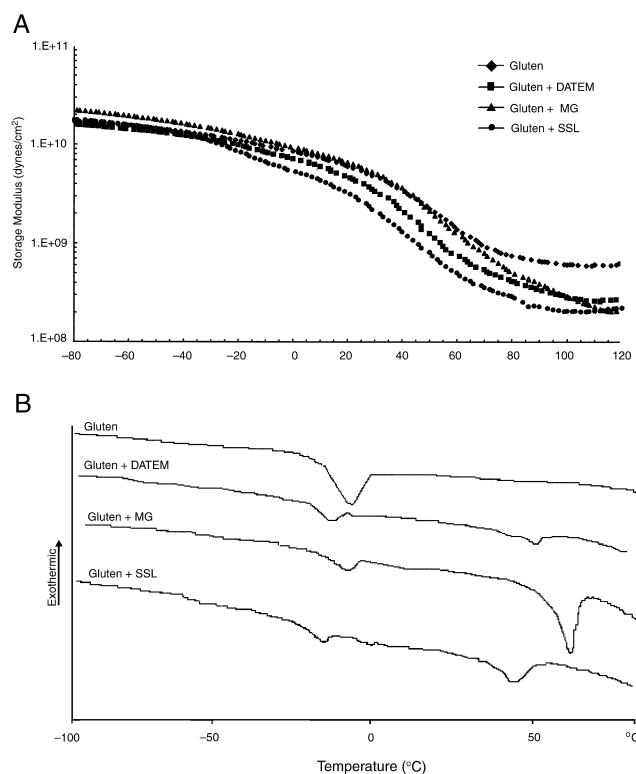 A
1.E+11
1.E+10
1.E+09
1.E+08
Storage Modulus (dynes/cm²)
Gluten
Gluten + DATEM
Gluten + MG
Gluten + SSL
–80 –60 –40 –20 0 20 40 60 80 100 120
B
Gluten
Gluten + DATEM
Gluten + MG
Gluten + SSL
Exothermic
–100 –50 0 50 °C
Temperature (°C)